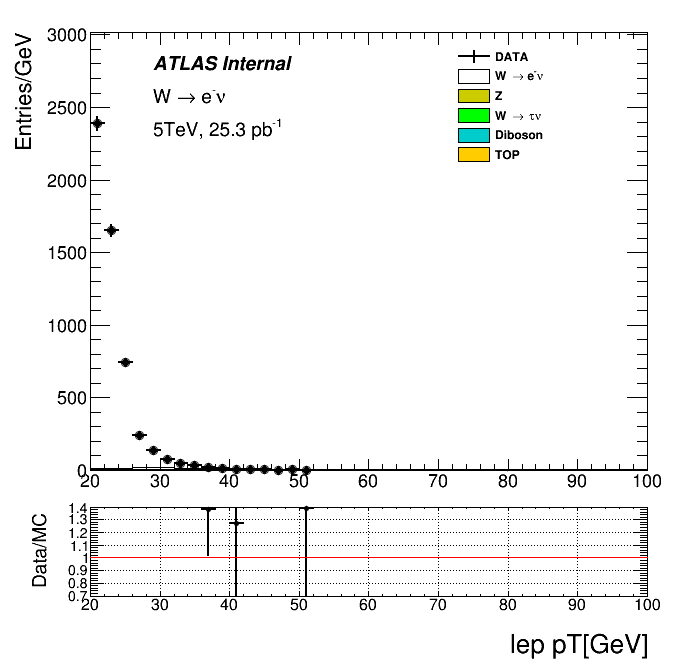 Entries/GeV
3000
2500
2000
1500
1000
500
0
ATLAS Internal
W → e⁻ν
5TeV, 25.3 pb⁻¹
DATA
W → e⁻ν
Z
W → τν
Diboson
TOP
20 30 40 50 60 70 80 90 100
Data/MC
1.4
1.3
1.2
1.1
1
0.9
0.8
0.7
20 30 40 50 60 70 80 90 100
lep pT[GeV]